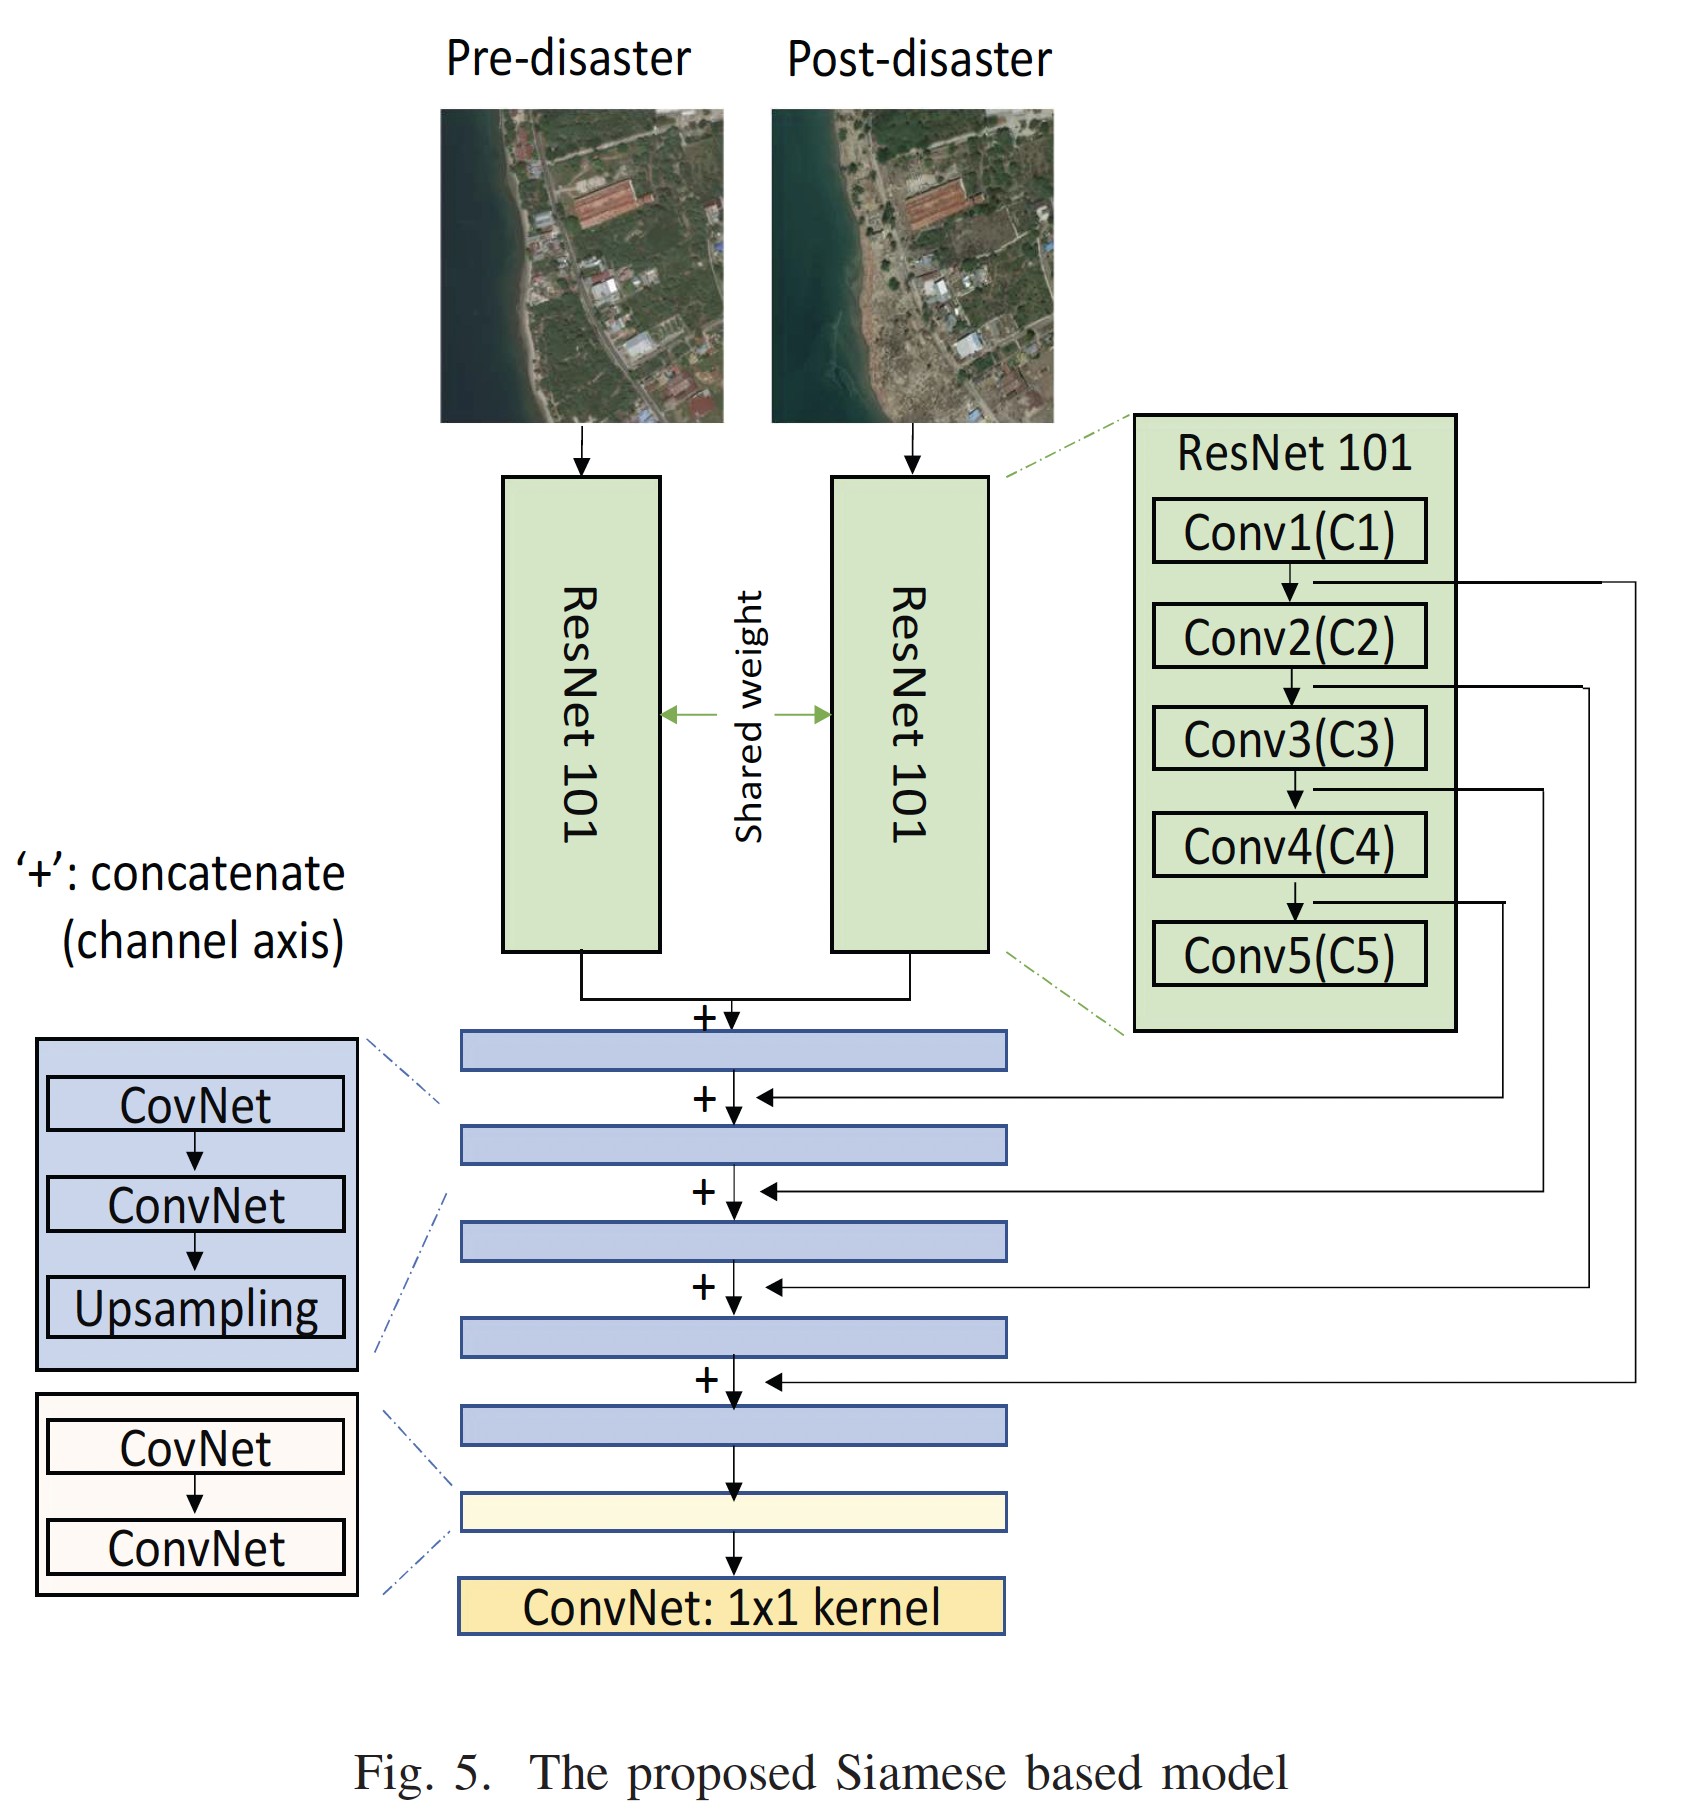 Pre-disaster
Post-disaster
ResNet 101
Shared weight
ResNet 101
ResNet 101
Conv1(C1)
Conv2(C2)
Conv3(C3)
Conv4(C4)
Conv5(C5)
‘+’: concatenate
(channel axis)
+
+
+
+
+
CovNet
ConvNet
Upsampling
CovNet
ConvNet
ConvNet: 1x1 kernel
Fig. 5. The proposed Siamese based model